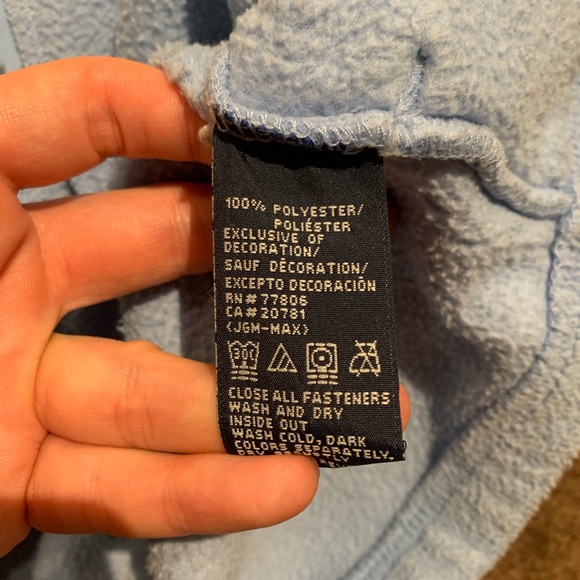 100% POLYESTER/
POLIÉSTER
EXCLUSIVE OF
DECORATION/
SAUF DÉCORATION/
EXCEPTO DECORACIÓN
RN# 77806
CA# 20781
<JGM-MAX>
30C
CLOSE ALL FASTENERS
WASH AND DRY
INSIDE OUT
WASH COLD, DARK
COLORS SEPARATELY.